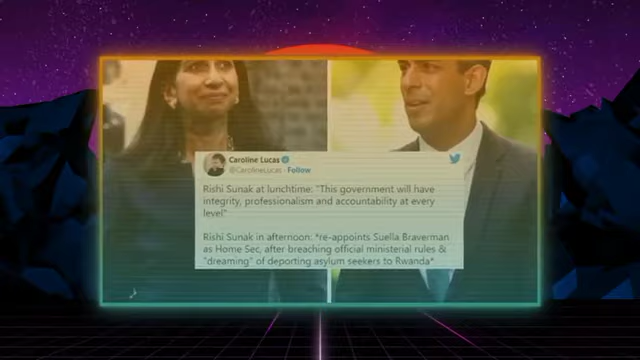 Caroline Lucas
@CarolineLucas · Follow
Rishi Sunak at lunchtime: "This government will have
integrity, professionalism and accountability at every
level"
Rishi Sunak in afternoon: *re-appoints Suella Braverman
as Home Sec, after breaching official ministerial rules &
"dreaming" of deporting asylum seekers to Rwanda*